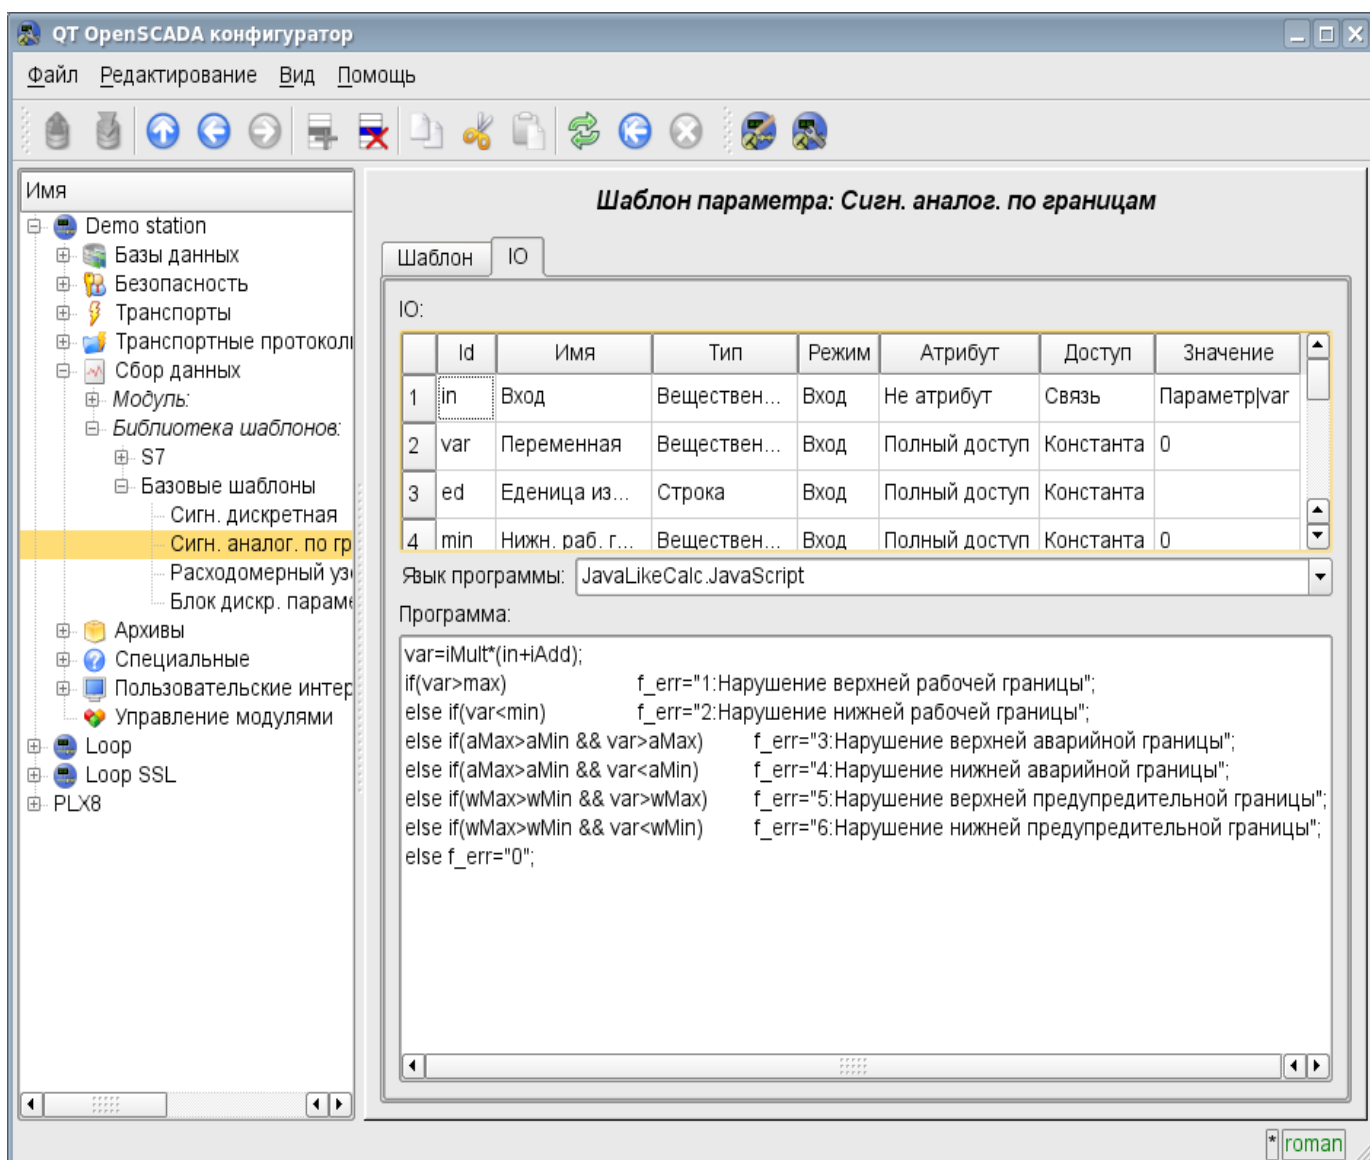 QT OpenSCADA конфигуратор
Файл Редактирование Вид Помощь
Имя
Demo station
Базы данных
Безопасность
Транспорты
Транспортные протокол
Сбор данных
Модуль:
Библиотека шаблонов:
S7
Базовые шаблоны
Сигн. дискретная
Сигн. аналог. по гр
Расходомерный уз
Блок дискр. парам
Архивы
Специальные
Пользовательские интер
Управление модулями
Loop
Loop SSL
PLX8
Шаблон параметра: Сигн. аналог. по границам
Шаблон IO
IO:
Id Имя Тип Режим Атрибут Доступ Значение
1 in Вход Веществен... Вход Не атрибут Связь Параметр|var
2 var Переменная Веществен... Вход Полный доступ Константа 0
3 ed Еденица из... Строка Вход Полный доступ Константа
4 min Нижн. раб. г... Веществен... Вход Полный доступ Константа 0
Язык программы: JavaLikeCalc.JavaScript
Программа:
var=iMult*(in+iAdd);
if(var>max) f_err="1:Нарушение верхней рабочей границы";
else if(var<min) f_err="2:Нарушение нижней рабочей границы";
else if(aMax>aMin && var>aMax) f_err="3:Нарушение верхней аварийной границы";
else if(aMax>aMin && var<aMin) f_err="4:Нарушение нижней аварийной границы";
else if(wMax>wMin && var>wMax) f_err="5:Нарушение верхней предупредительной границы";
else if(wMax>wMin && var<wMin) f_err="6:Нарушение нижней предупредительной границы";
else f_err="0";
* roman